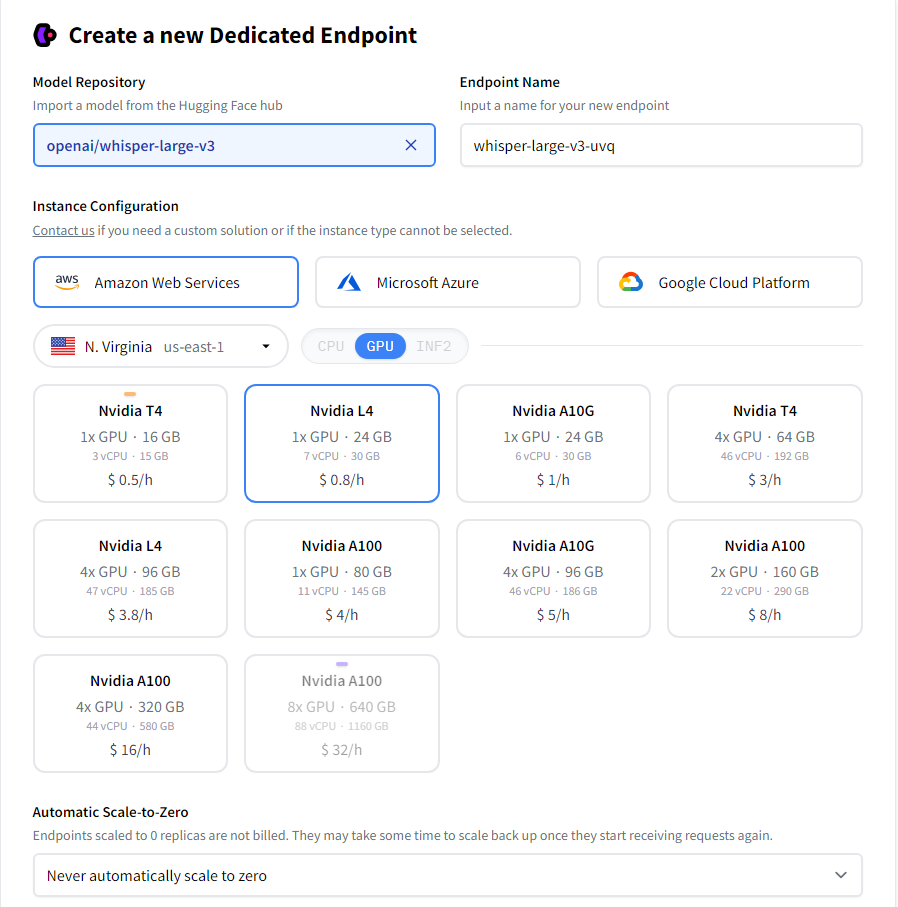 Create a new Dedicated Endpoint
Model Repository
Import a model from the Hugging Face hub
openai/whisper-large-v3
Endpoint Name
Input a name for your new endpoint
whisper-large-v3-uvq
Instance Configuration
Contact us if you need a custom solution or if the instance type cannot be selected.
aws Amazon Web Services
Microsoft Azure
Google Cloud Platform
N. Virginia us-east-1
CPU GPU INF2
Nvidia T4
1x GPU · 16 GB
3 vCPU · 15 GB
$ 0.5/h
Nvidia L4
1x GPU · 24 GB
7 vCPU · 30 GB
$ 0.8/h
Nvidia A10G
1x GPU · 24 GB
6 vCPU · 30 GB
$ 1/h
Nvidia T4
4x GPU · 64 GB
46 vCPU · 192 GB
$ 3/h
Nvidia L4
4x GPU · 96 GB
47 vCPU · 185 GB
$ 3.8/h
Nvidia A100
1x GPU · 80 GB
11 vCPU · 145 GB
$ 4/h
Nvidia A10G
4x GPU · 96 GB
46 vCPU · 186 GB
$ 5/h
Nvidia A100
2x GPU · 160 GB
22 vCPU · 290 GB
$ 8/h
Nvidia A100
4x GPU · 320 GB
44 vCPU · 580 GB
$ 16/h
Nvidia A100
8x GPU · 640 GB
88 vCPU · 1160 GB
$ 32/h
Automatic Scale-to-Zero
Endpoints scaled to 0 replicas are not billed. They may take some time to scale back up once they start receiving requests again.
Never automatically scale to zero